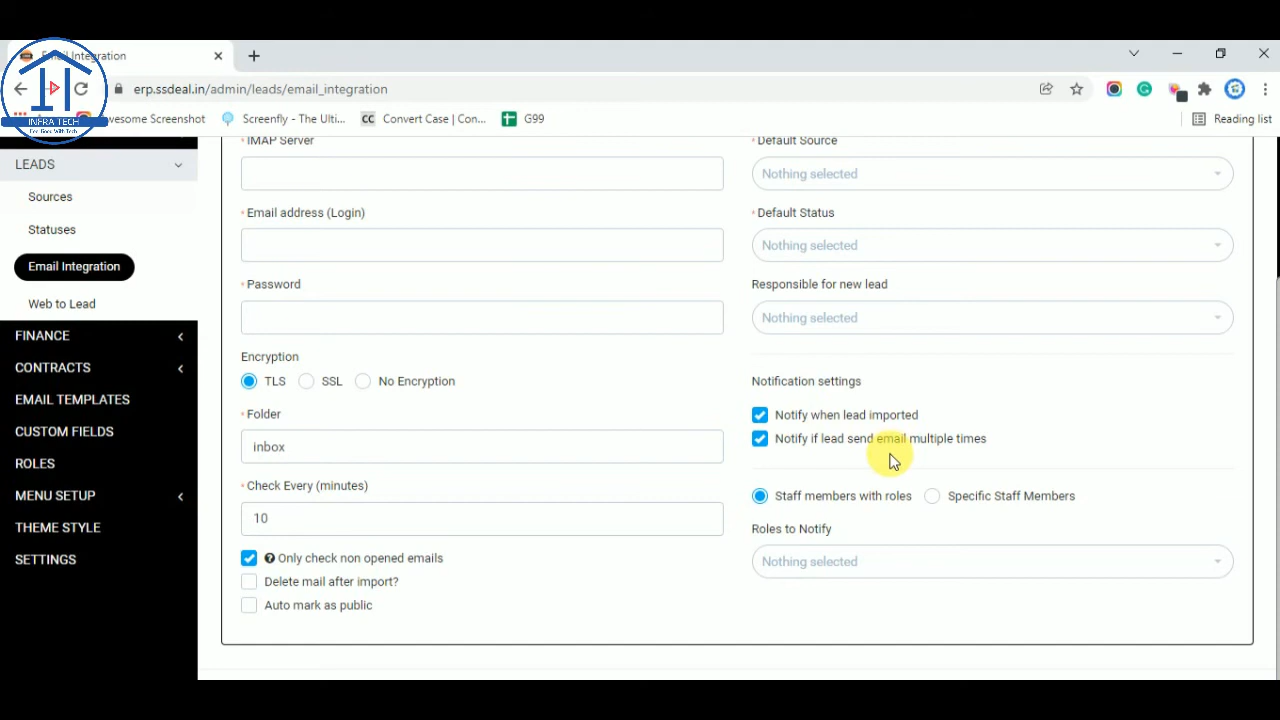 Email Integration
erp.ssdeal.in/admin/leads/email_integration
INFRA TECH
Awesome Screenshot
Screenfly - The Ulti...
CC Convert Case | Con...
G99
Reading list
LEADS
Sources
Statuses
Email Integration
Web to Lead
FINANCE
CONTRACTS
EMAIL TEMPLATES
CUSTOM FIELDS
ROLES
MENU SETUP
THEME STYLE
SETTINGS
* IMAP Server
* Email address (Login)
* Password
Encryption
TLS SSL No Encryption
* Folder
inbox
* Check Every (minutes)
10
Only check non opened emails
Delete mail after import?
Auto mark as public
* Default Source
Nothing selected
* Default Status
Nothing selected
Responsible for new lead
Nothing selected
Notification settings
Notify when lead imported
Notify if lead send email multiple times
Staff members with roles Specific Staff Members
Roles to Notify
Nothing selected